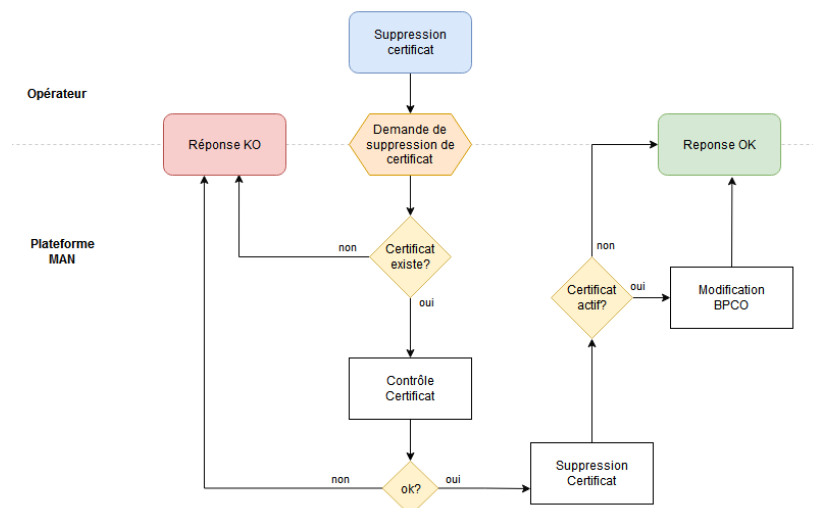 Suppression
certificat
Opérateur
Réponse KO
Demande de
suppression de
certificat
Reponse OK
Plateforme
MAN
non
Certificat
existe?
oui
non
Certificat
actif?
oui
Modification
BPCO
Contrôle
Certificat
non
ok?
oui
Suppression
Certificat